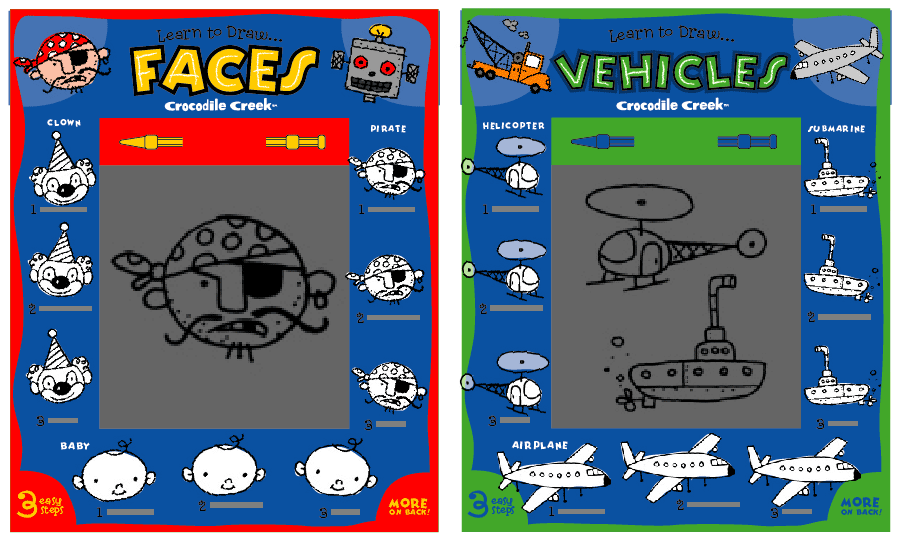 Learn to Draw...
FACES
Crocodile Creek™
CLOWN
PIRATE
1
1
2
2
3
3
BABY
1
2
3
3 easy
steps
MORE
ON BACK!
Learn to Draw...
VEHICLES
Crocodile Creek™
HELICOPTER
SUBMARINE
1
1
2
2
3
3
AIRPLANE
1
2
3
3 easy
steps
MORE
ON BACK!